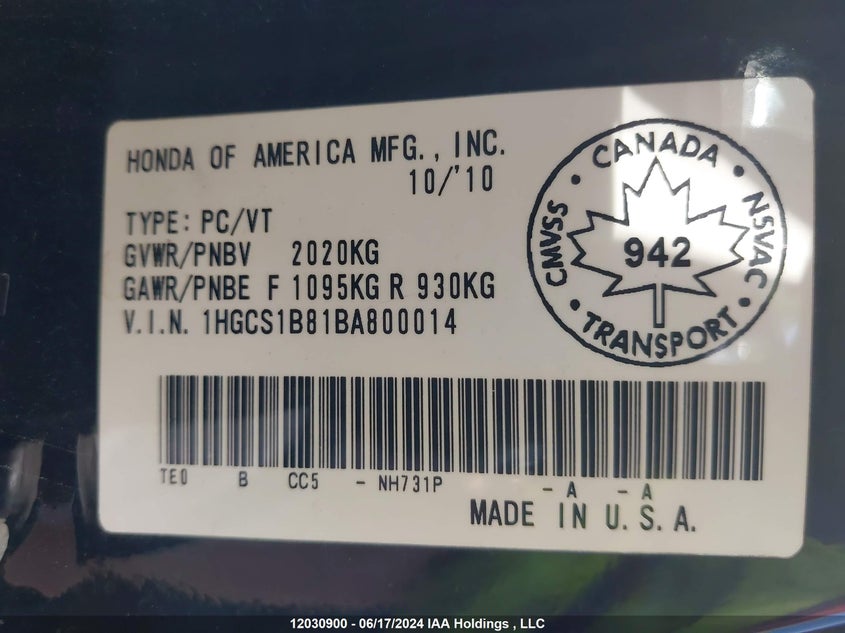 HONDA OF AMERICA MFG., INC.
10/'10
TYPE: PC/VT
GVWR/PNBV 2020KG
GAWR/PNBE F 1095KG R 930KG
V.I.N. 1HGCS1B81BA800014
CANADA
CMVSS • NSVAC
942
TRANSPORT
TE0 B CC5 - NH731P - A - A
MADE IN U.S.A.
12030900 - 06/17/2024 IAA Holdings , LLC